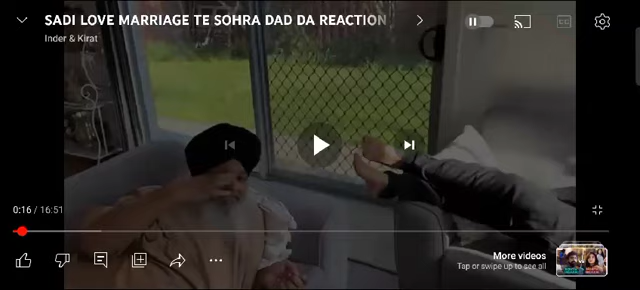 SADI LOVE MARRIAGE TE SOHRA DAD DA REACTION
Inder & Kirat
CC
0:16 / 16:51
More videos
Tap or swipe up to see all